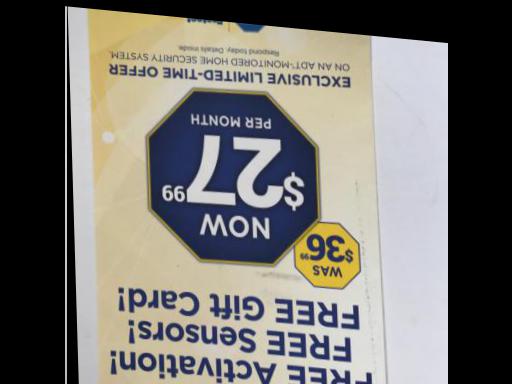 FREE Activation!
FREE Sensors!
FREE Gift Card!
WAS
$36.99
NOW
$27.99
PER MONTH
EXCLUSIVE LIMITED-TIME OFFER
ON AN ADT®-MONITORED HOME SECURITY SYSTEM.
Respond today. Details inside.